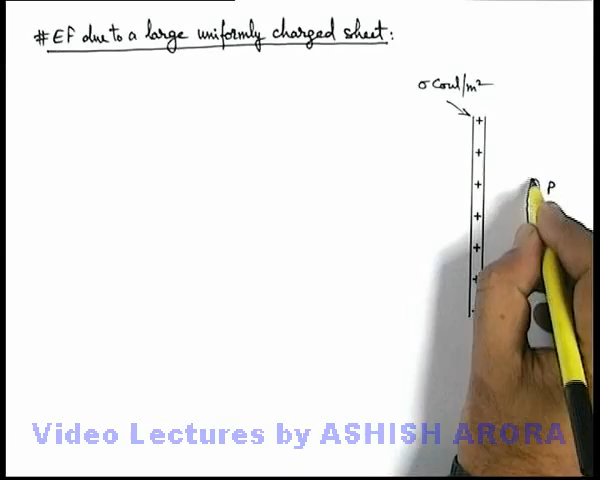 # EF due to a large uniformly charged sheet:
σ Coul/m²
+
+
+ P
+
+
+
Video Lectures by ASHISH ARORA